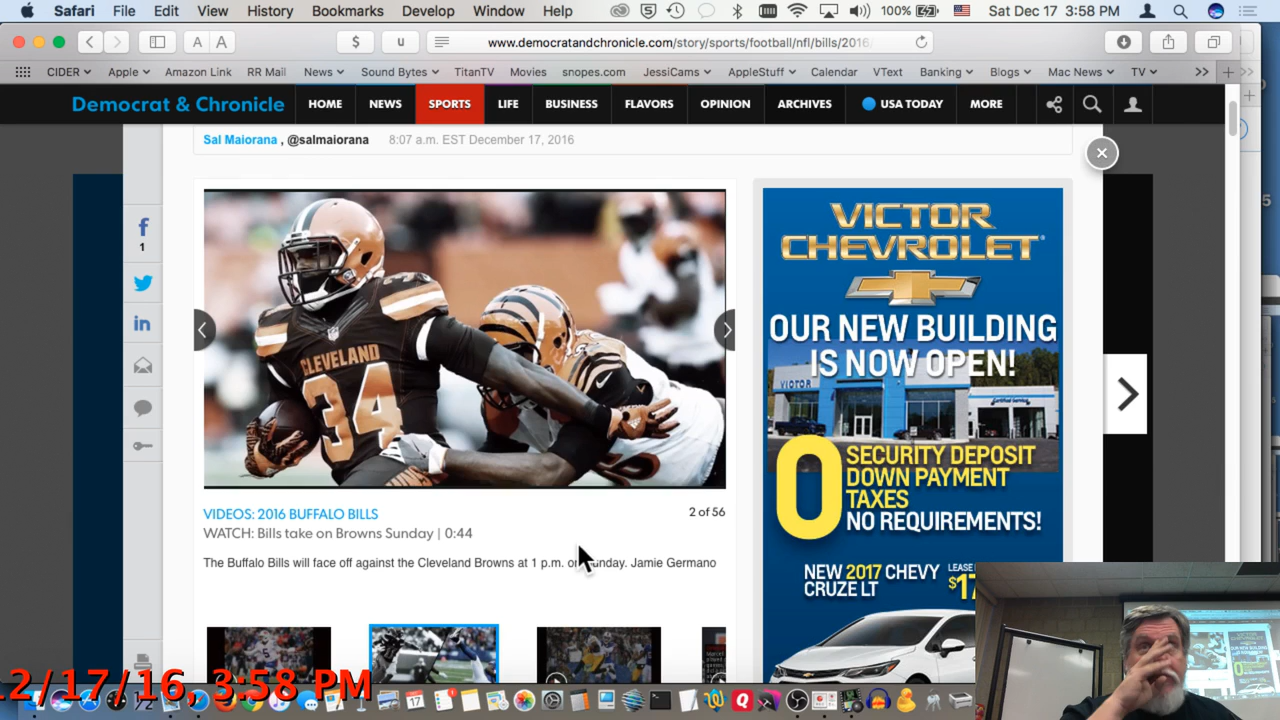 Safari File Edit View History Bookmarks Develop Window Help 5 100% Sat Dec 17 3:58 PM
A A $ u www.democratandchronicle.com/story/sports/football/nfl/bills/2016/
CIDER Apple Amazon Link RR Mail News Sound Bytes TitanTV Movies snopes.com JessiCams AppleStuff Calendar VText Banking Blogs Mac News TV
Democrat & Chronicle HOME NEWS SPORTS LIFE BUSINESS FLAVORS OPINION ARCHIVES USA TODAY MORE
Sal Maiorana , @salmaiorana 8:07 a.m. EST December 17, 2016
1
CLEVELAND
34
VIDEOS: 2016 BUFFALO BILLS 2 of 56
WATCH: Bills take on Browns Sunday | 0:44
The Buffalo Bills will face off against the Cleveland Browns at 1 p.m. Jamie Germano
VICTOR
CHEVROLET
OUR NEW BUILDING
IS NOW OPEN!
VICTOR
Certified Service
0 SECURITY DEPOSIT
DOWN PAYMENT
TAXES
NO REQUIREMENTS!
NEW 2017 CHEVY
CRUZE LT
LEASE
$17
12/17/16, 3:58 PM